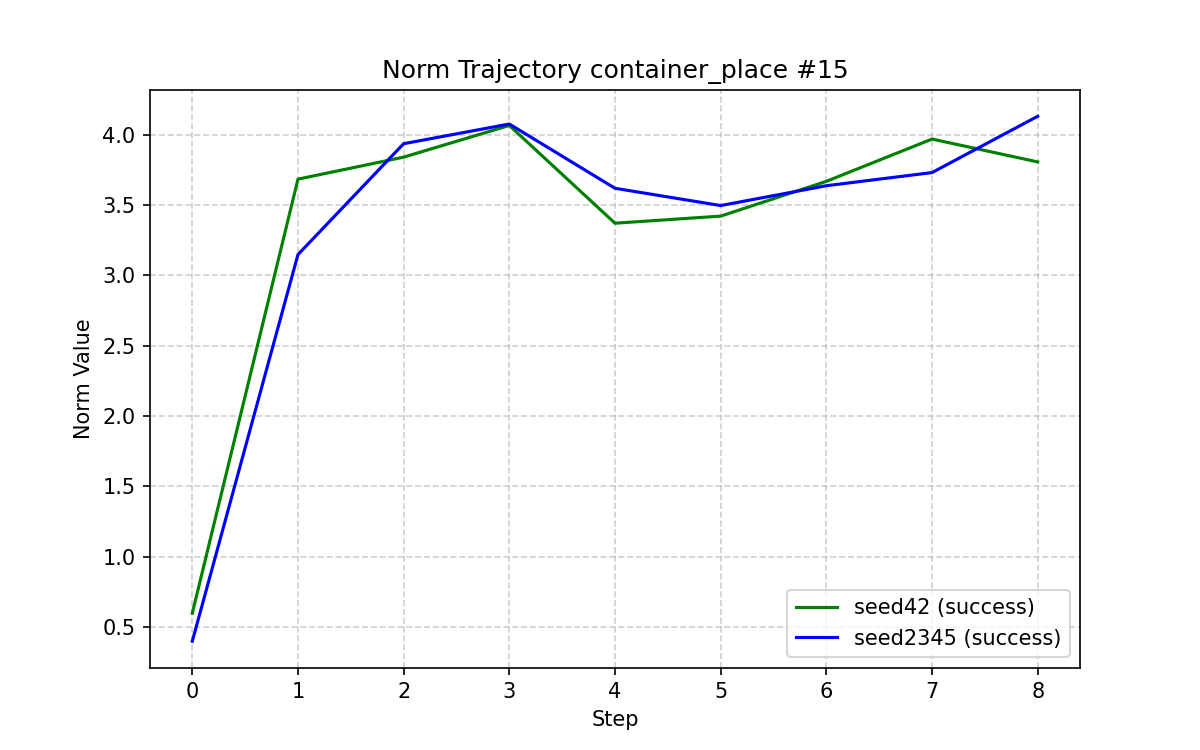 Norm Trajectory container_place #15
Norm Value
4.0
3.5
3.0
2.5
2.0
1.5
1.0
0.5
seed42 (success)
seed2345 (success)
0 1 2 3 4 5 6 7 8
Step